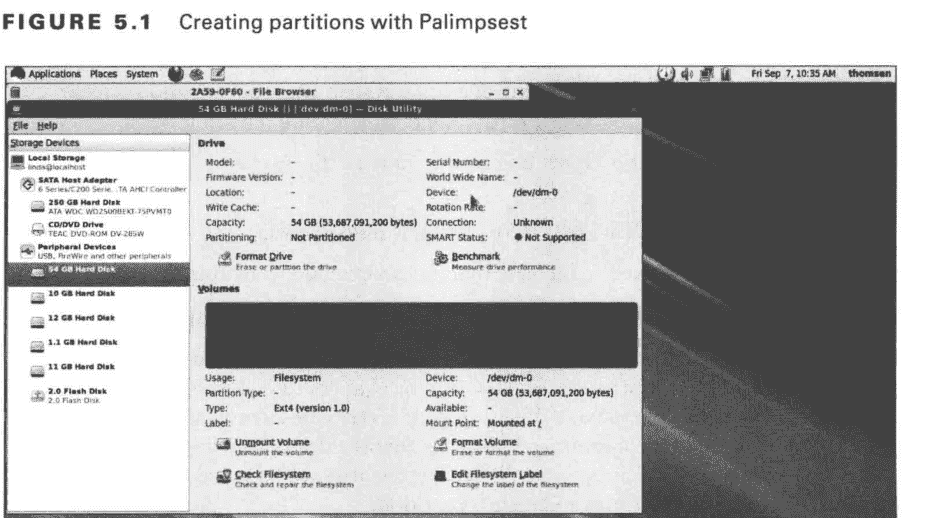 FIGURE 5.1 Creating partitions with Palimpsest
Applications Places System
Fri Sep 7, 10:35 AM thomsen
2A59-0F60 - File Browser
54 GB Hard Disk [
dev dm-0] — Disk Utility
File Help
Storage Devices
Local Storage
linda@localhost
SATA Host Adapter
6 Series/C200 Serie...TA AHCI Controller
250 GB Hard Disk
ATA WDC WD2500BEKT-75PVMT0
CD/DVD Drive
TEAC DVD-ROM DV-28SW
Peripheral Devices
USB, FireWire and other peripherals
54 GB Hard Disk
10 GB Hard Disk
12 GB Hard Disk
1.1 GB Hard Disk
11 GB Hard Disk
2.0 Flash Disk
2.0 Flash Disk
Drive
Model: -
Serial Number: -
Firmware Version: -
World Wide Name: -
Location: -
Device: /dev/dm-0
Write Cache: -
Rotation Rate: -
Capacity: 54 GB (53,687,091,200 bytes)
Connection: Unknown
Partitioning: Not Partitioned
SMART Status: Not Supported
Format Drive
Erase or partition the drive
Benchmark
Measure drive performance
Volumes
Usage: Filesystem
Device: /dev/dm-0
Partition Type: -
Capacity: 54 GB (53,687,091,200 bytes)
Type: Ext4 (version 1.0)
Available: -
Label: -
Mount Point: Mounted at /
Unmount Volume
Unmount the volume
Format Volume
Erase or format the volume
Check Filesystem
Check and repair the filesystem
Edit Filesystem Label
Change the label of the filesystem